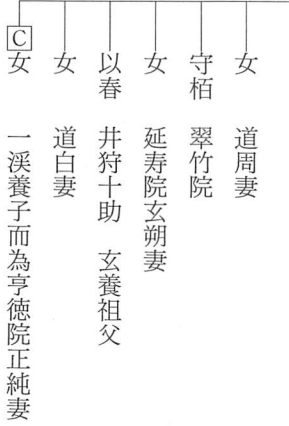 女　道周妻
守栢　翠竹院
女　延寿院玄朔妻
以春　井狩十助　玄養祖父
女　道白妻
C 女　一渓養子而為亨徳院正純妻